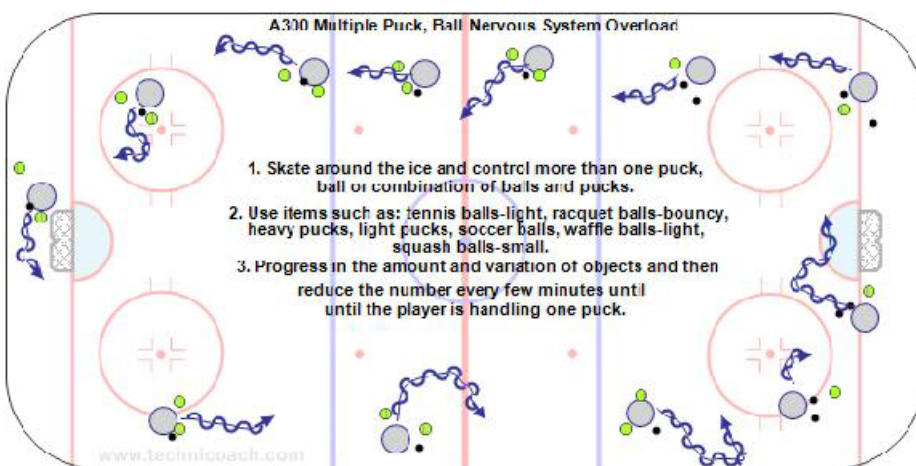 A300 Multiple Puck, Ball Nervous System Overload
1. Skate around the ice and control more than one puck,
ball or combination of balls and pucks.
2. Use items such as: tennis balls-light, racquet balls-bouncy,
heavy pucks, light pucks, soccer balls, waffle balls-light,
squash balls-small.
3. Progress in the amount and variation of objects and then
reduce the number every few minutes until
until the player is handling one puck.
www.technicoach.com